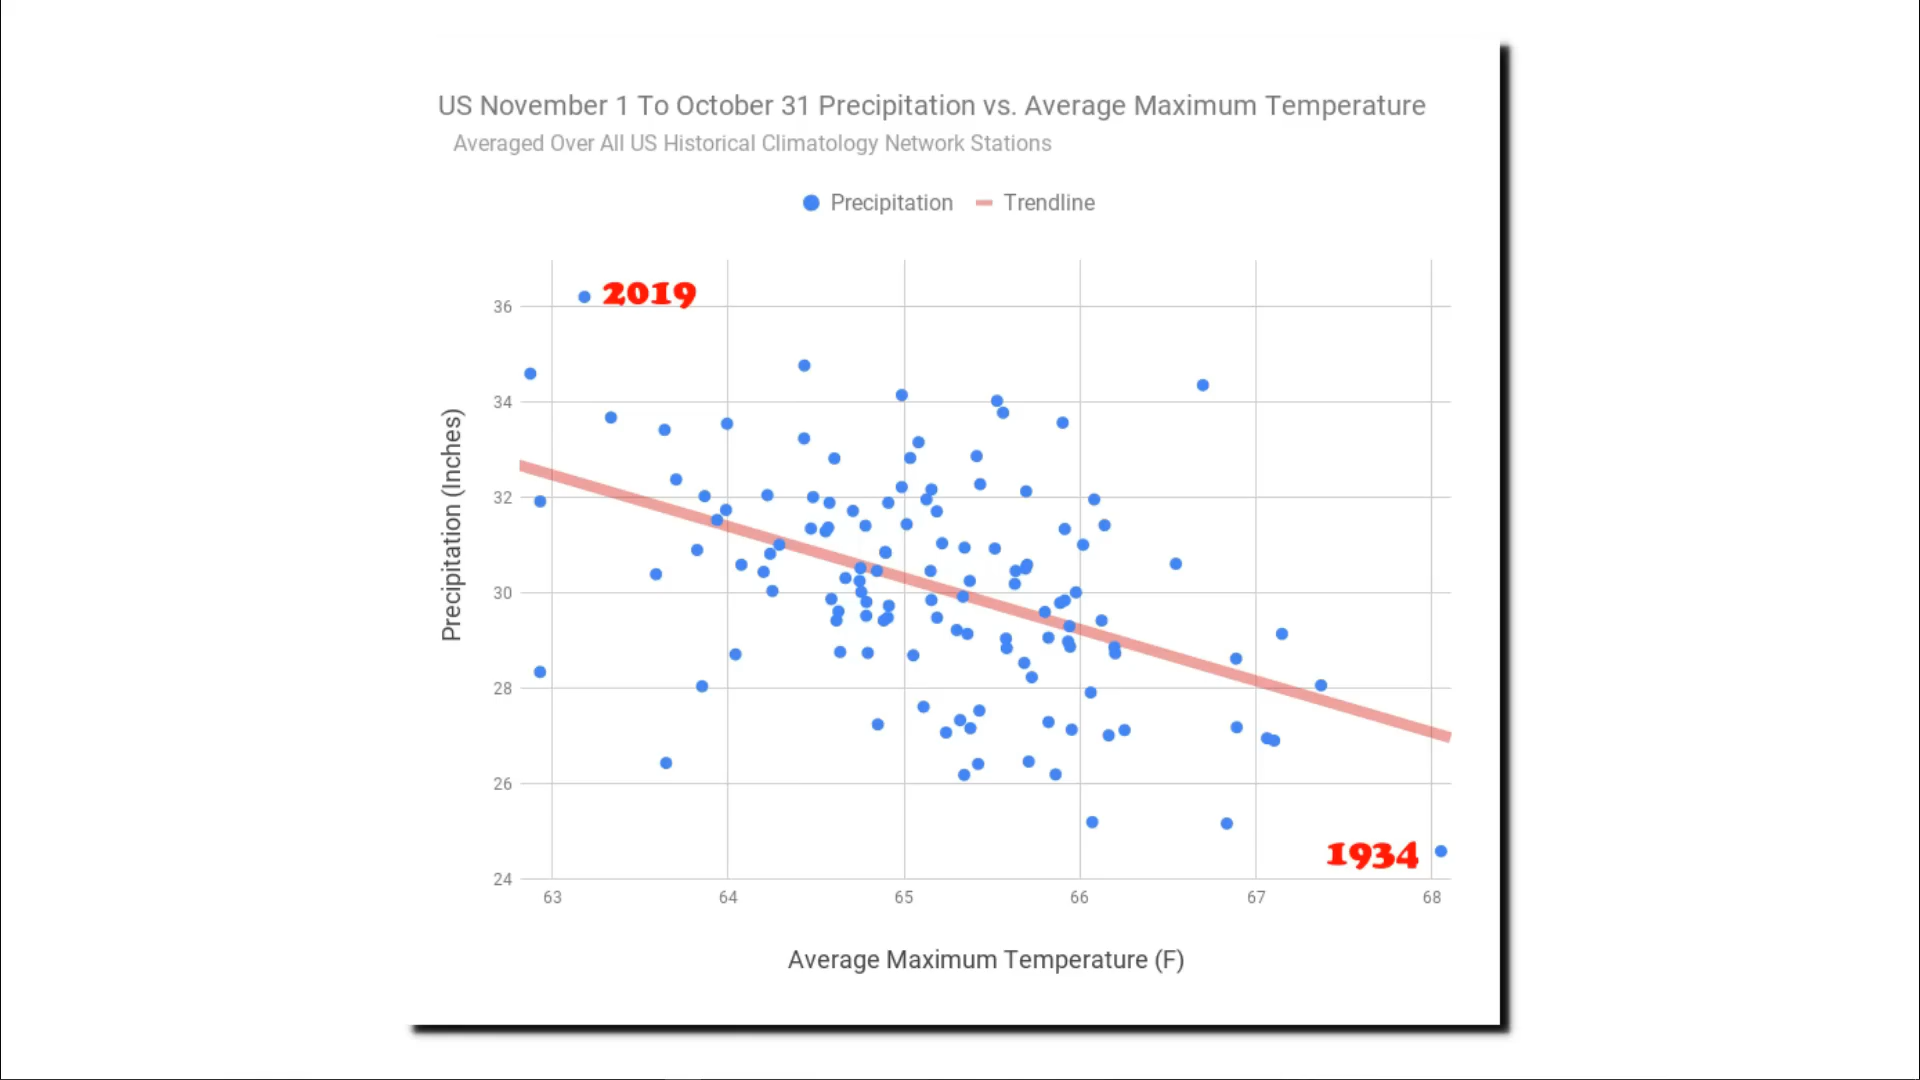 US November 1 To October 31 Precipitation vs. Average Maximum Temperature
Averaged Over All US Historical Climatology Network Stations
Precipitation
Trendline
2019
36
34
32
30
28
26
24
Precipitation (Inches)
1934
63
64
65
66
67
68
Average Maximum Temperature (F)